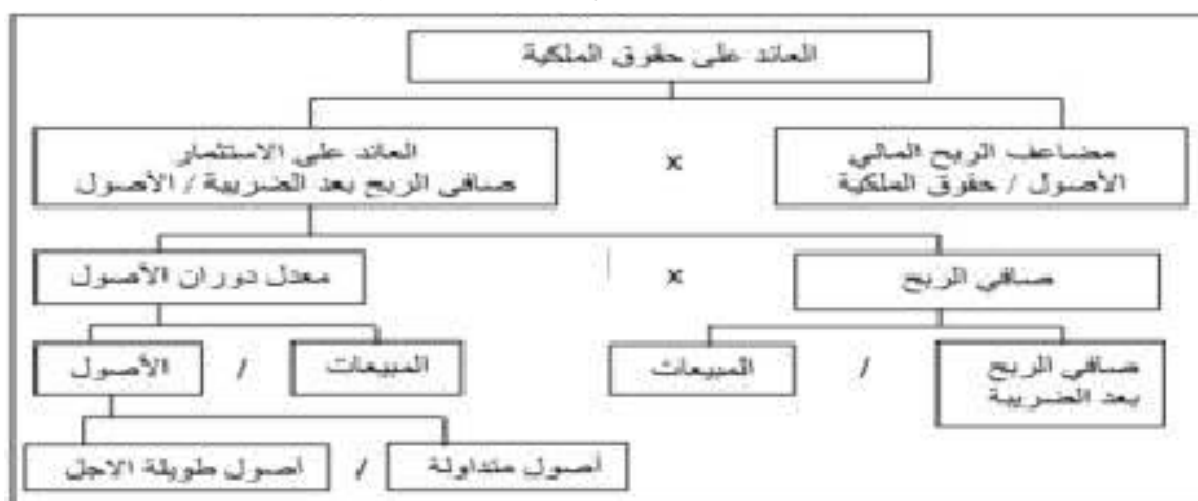 العائد على حقوق الملكية
مضاعف الربح المالي
الأصول / حقوق الملكية
x
العائد على الاستثمار
صافي الربح بعد الضريبة / الأصول
صافي الربح
x
معدل دوران الأصول
صافي الربح
بعد الضريبة
/
المبيعات
المبيعات
/
الأصول
أصول متداولة
/
أصول طويلة الاجل